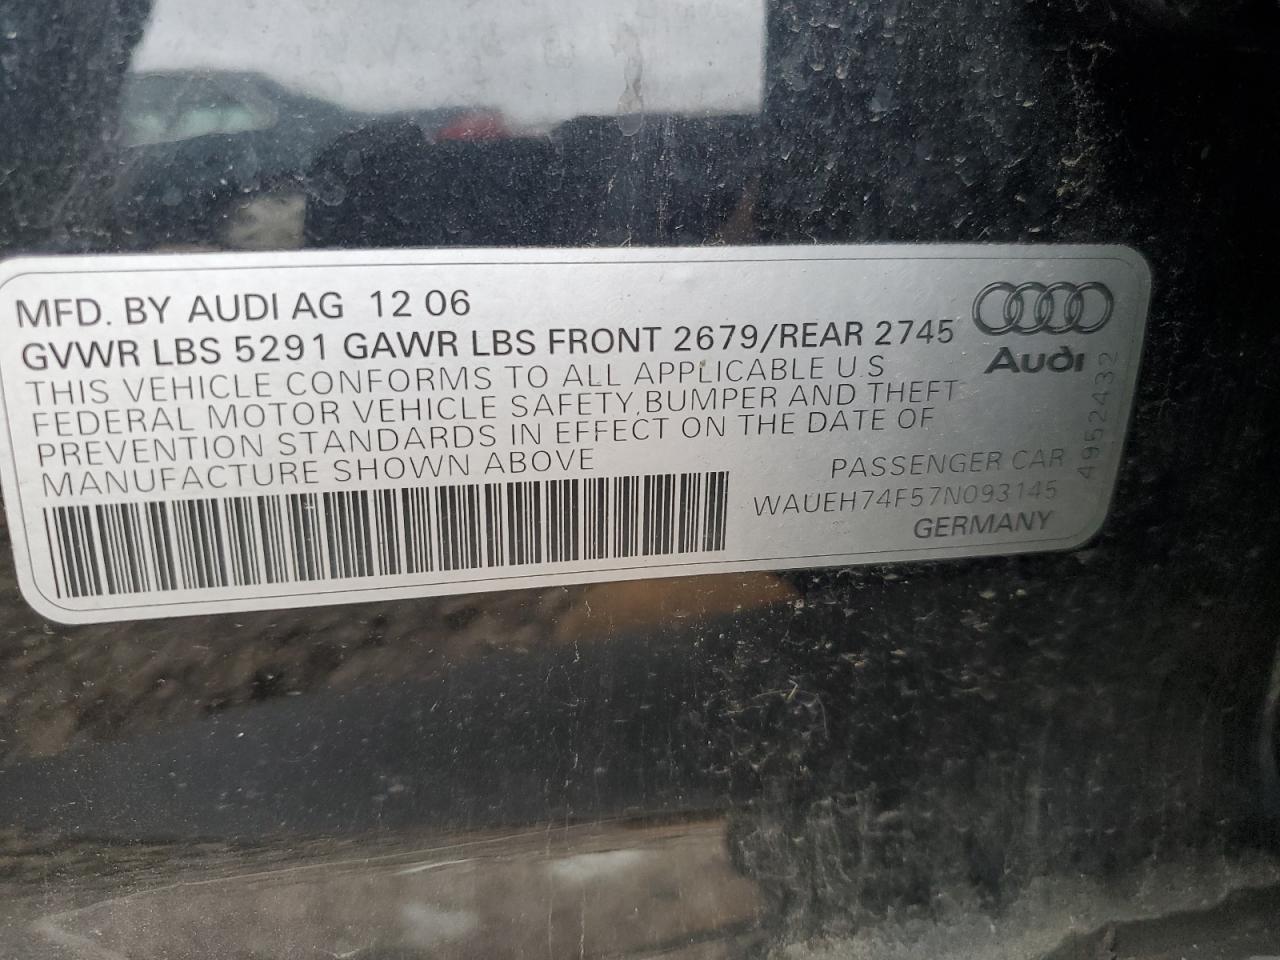 MFD. BY AUDI AG 12 06
GVWR LBS 5291 GAWR LBS FRONT 2679/REAR 2745
THIS VEHICLE CONFORMS TO ALL APPLICABLE U.S
FEDERAL MOTOR VEHICLE SAFETY, BUMPER AND THEFT
PREVENTION STANDARDS IN EFFECT ON THE DATE OF
MANUFACTURE SHOWN ABOVE
Audi
4952432
PASSENGER CAR
WAUEH74F57N093145
GERMANY